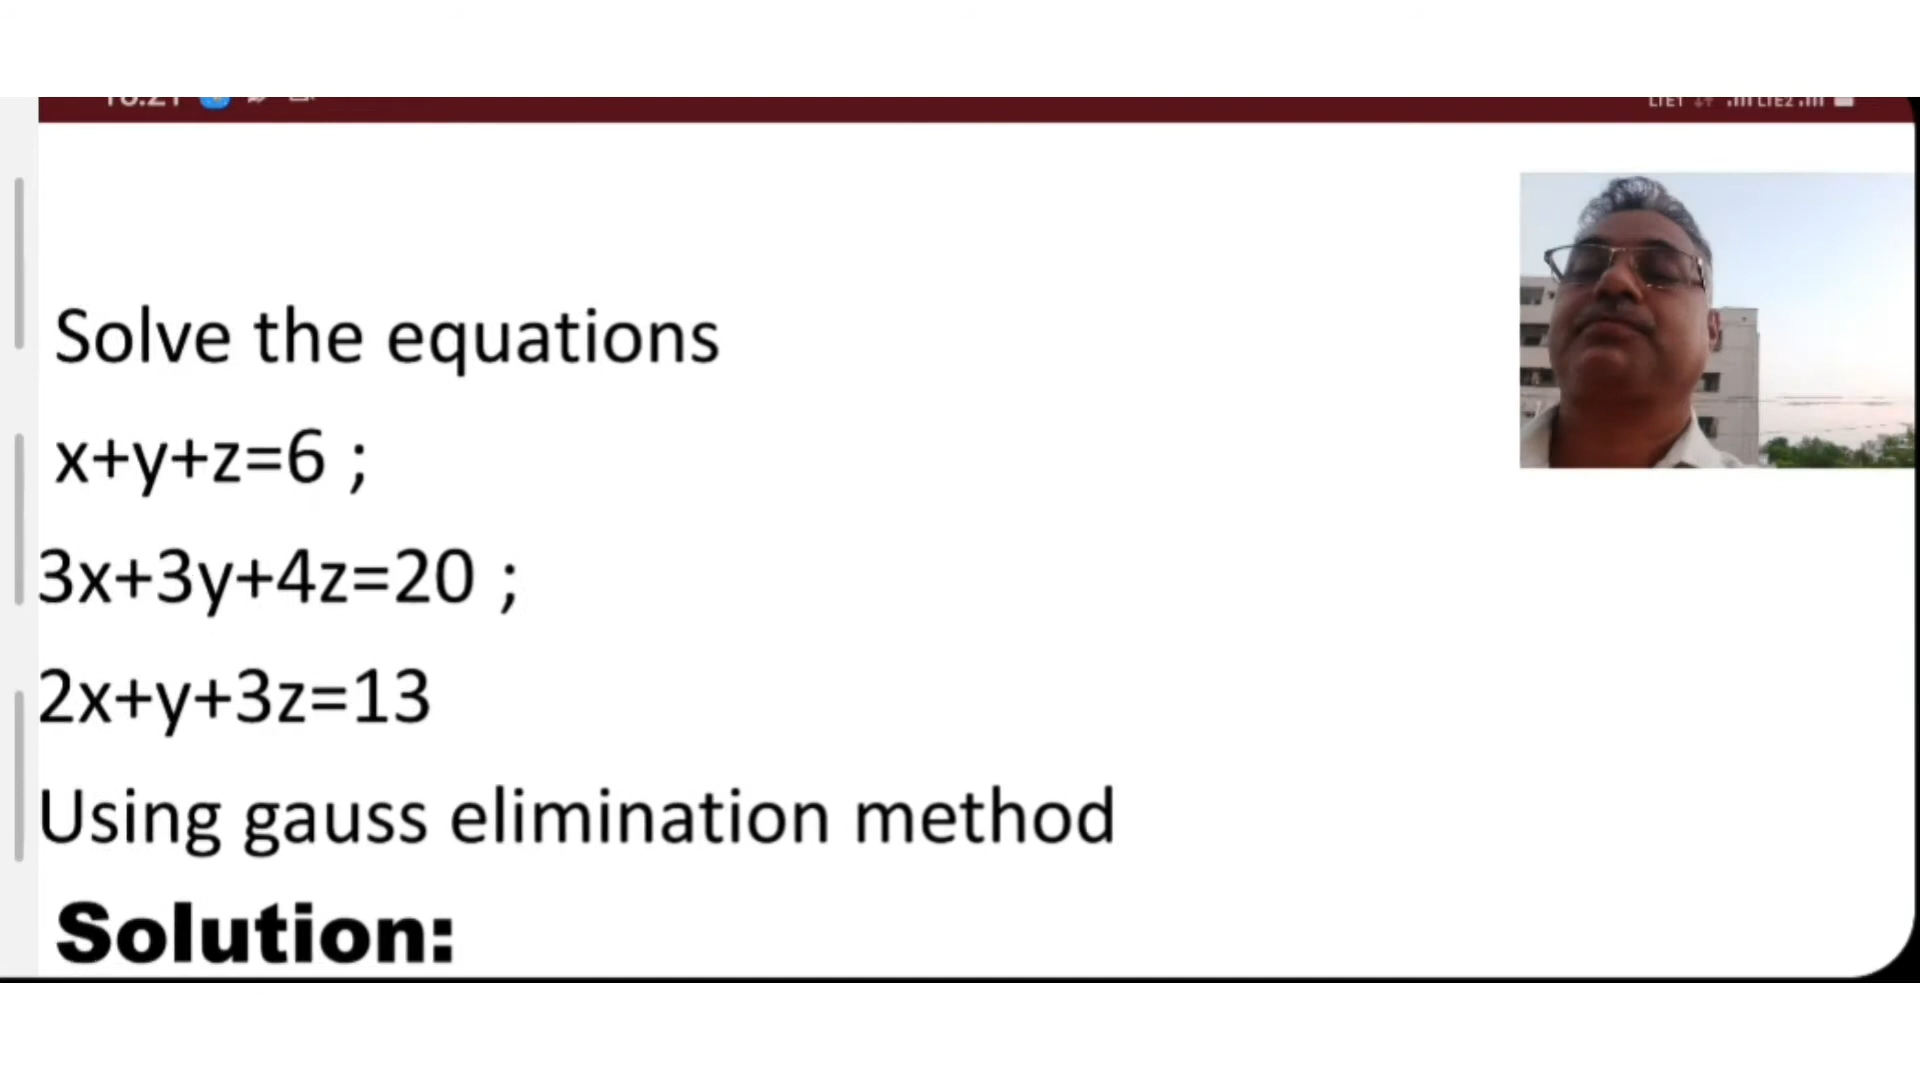 Solve the equations
x+y+z=6 ;
3x+3y+4z=20 ;
2x+y+3z=13
Using gauss elimination method
Solution: